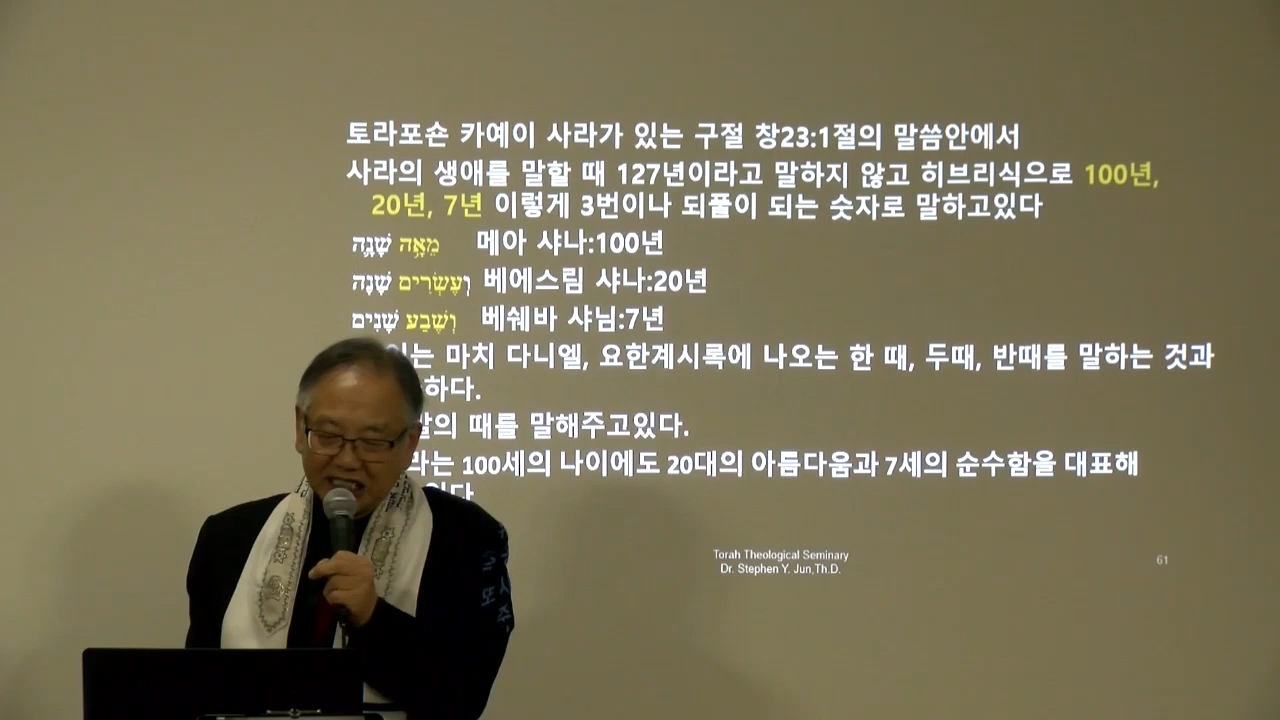 토라포숀 카예이 사라가 있는 구절 창23:1절의 말씀안에서
사라의 생애를 말할 때 127년이라고 말하지 않고 히브리식으로 100년,
20년, 7년 이렇게 3번이나 되풀이 되는 숫자로 말하고있다
מֵאָ֥ה שָׁנָ֛ה 메아 샤나:100년
וְעֶשְׂרִ֥ים שָׁנָ֖ה 베에스림 샤나:20년
וְשֶׁ֣בַע שָׁנִ֑ים 베쉐바 샤님:7년
마치 다니엘, 요한계시록에 나오는 한 때, 두때, 반때를 말하는 것과
하다.
때를 말해주고있다.
100세의 나이에도 20대의 아름다움과 7세의 순수함을 대표해
Torah Theological Seminary
Dr. Stephen Y. Jun,Th.D.
61